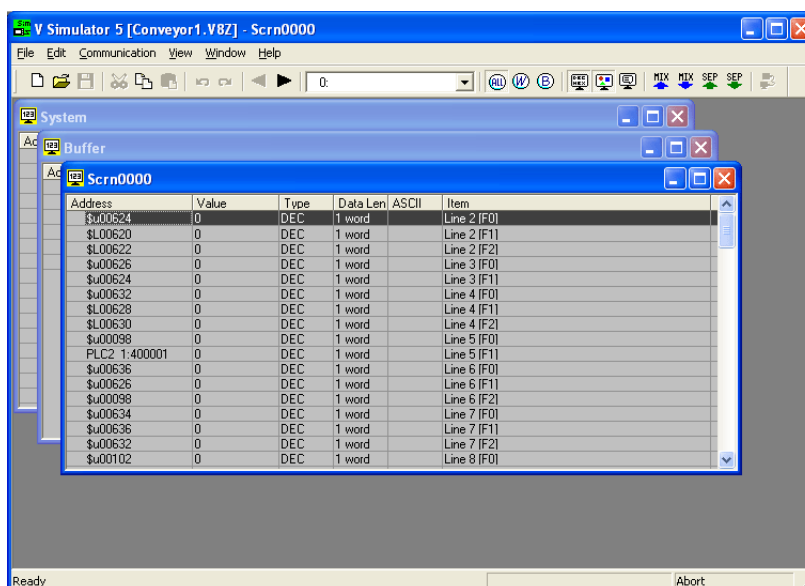 V Simulator 5 [Conveyor1.V8Z] - Scrn0000
File Edit Communication View Window Help
0: ALL W B MIX MIX SEP SEP
System
Buffer
Scrn0000
Address Value Type Data Len ASCII Item
$u00624 0 DEC 1 word Line 2 [F0]
$L00620 0 DEC 1 word Line 2 [F1]
$L00622 0 DEC 1 word Line 2 [F2]
$u00626 0 DEC 1 word Line 3 [F0]
$u00624 0 DEC 1 word Line 3 [F1]
$u00632 0 DEC 1 word Line 4 [F0]
$L00628 0 DEC 1 word Line 4 [F1]
$L00630 0 DEC 1 word Line 4 [F2]
$u00098 0 DEC 1 word Line 5 [F0]
PLC2 1:400001 0 DEC 1 word Line 5 [F1]
$u00636 0 DEC 1 word Line 6 [F0]
$u00626 0 DEC 1 word Line 6 [F1]
$u00098 0 DEC 1 word Line 6 [F2]
$u00634 0 DEC 1 word Line 7 [F0]
$u00636 0 DEC 1 word Line 7 [F1]
$u00632 0 DEC 1 word Line 7 [F2]
$u00102 0 DEC 1 word Line 8 [F0]
Ready Abort